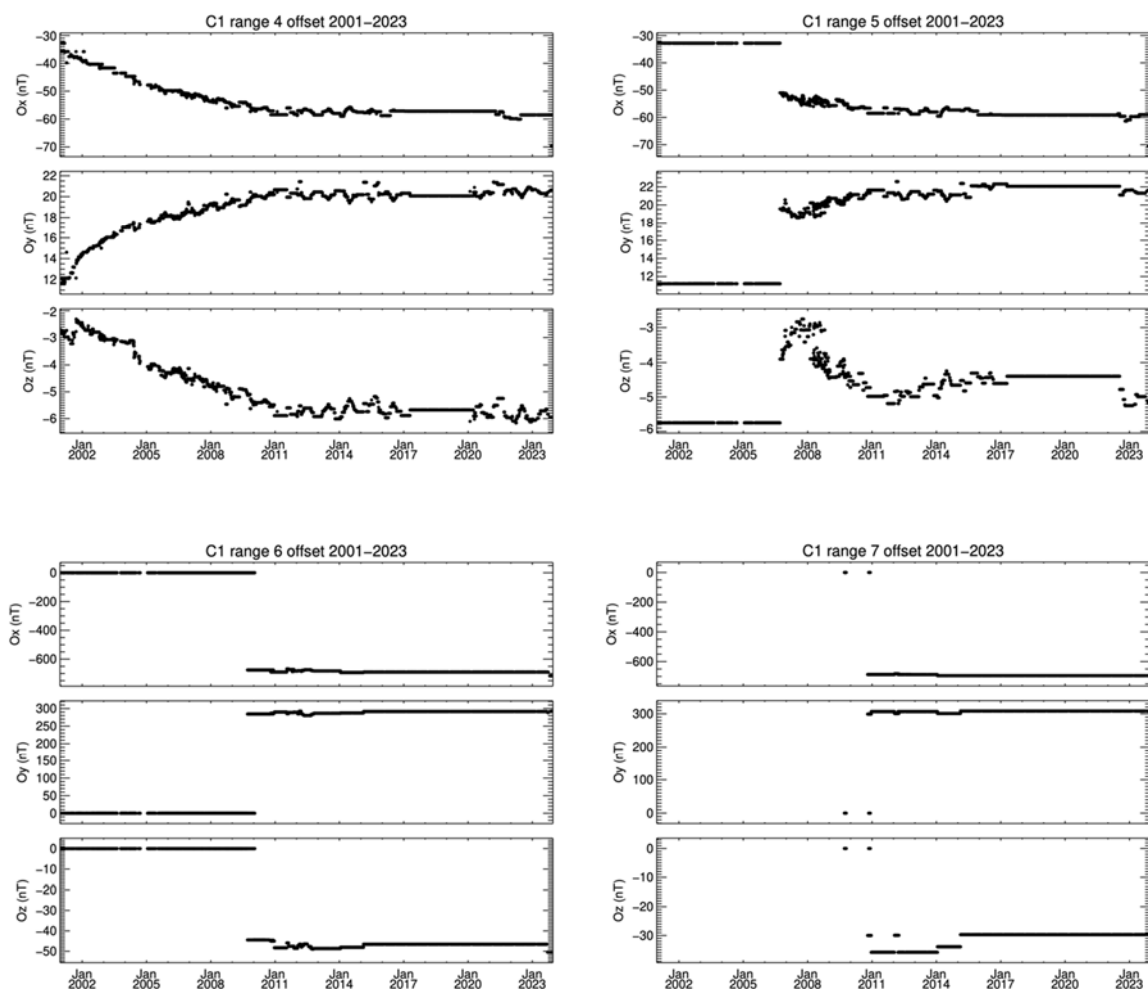 C1 range 4 offset 2001−2023
−30
−40
−50
−60
−70
Ox (nT)
22
20
18
16
14
12
Oy (nT)
−2
−3
−4
−5
−6
Oz (nT)
Jan Jan Jan Jan Jan Jan Jan Jan
2002 2005 2008 2011 2014 2017 2020 2023
C1 range 5 offset 2001−2023
−30
−40
−50
−60
−70
Ox (nT)
22
20
18
16
14
12
Oy (nT)
−3
−4
−5
−6
Oz (nT)
Jan Jan Jan Jan Jan Jan Jan Jan
2002 2005 2008 2011 2014 2017 2020 2023
C1 range 6 offset 2001−2023
0
−200
−400
−600
Ox (nT)
300
250
200
150
100
50
0
Oy (nT)
0
−10
−20
−30
−40
−50
Oz (nT)
Jan Jan Jan Jan Jan Jan Jan Jan
2002 2005 2008 2011 2014 2017 2020 2023
C1 range 7 offset 2001−2023
0
−200
−400
−600
Ox (nT)
300
200
100
0
Oy (nT)
0
−10
−20
−30
Oz (nT)
Jan Jan Jan Jan Jan Jan Jan Jan
2002 2005 2008 2011 2014 2017 2020 2023